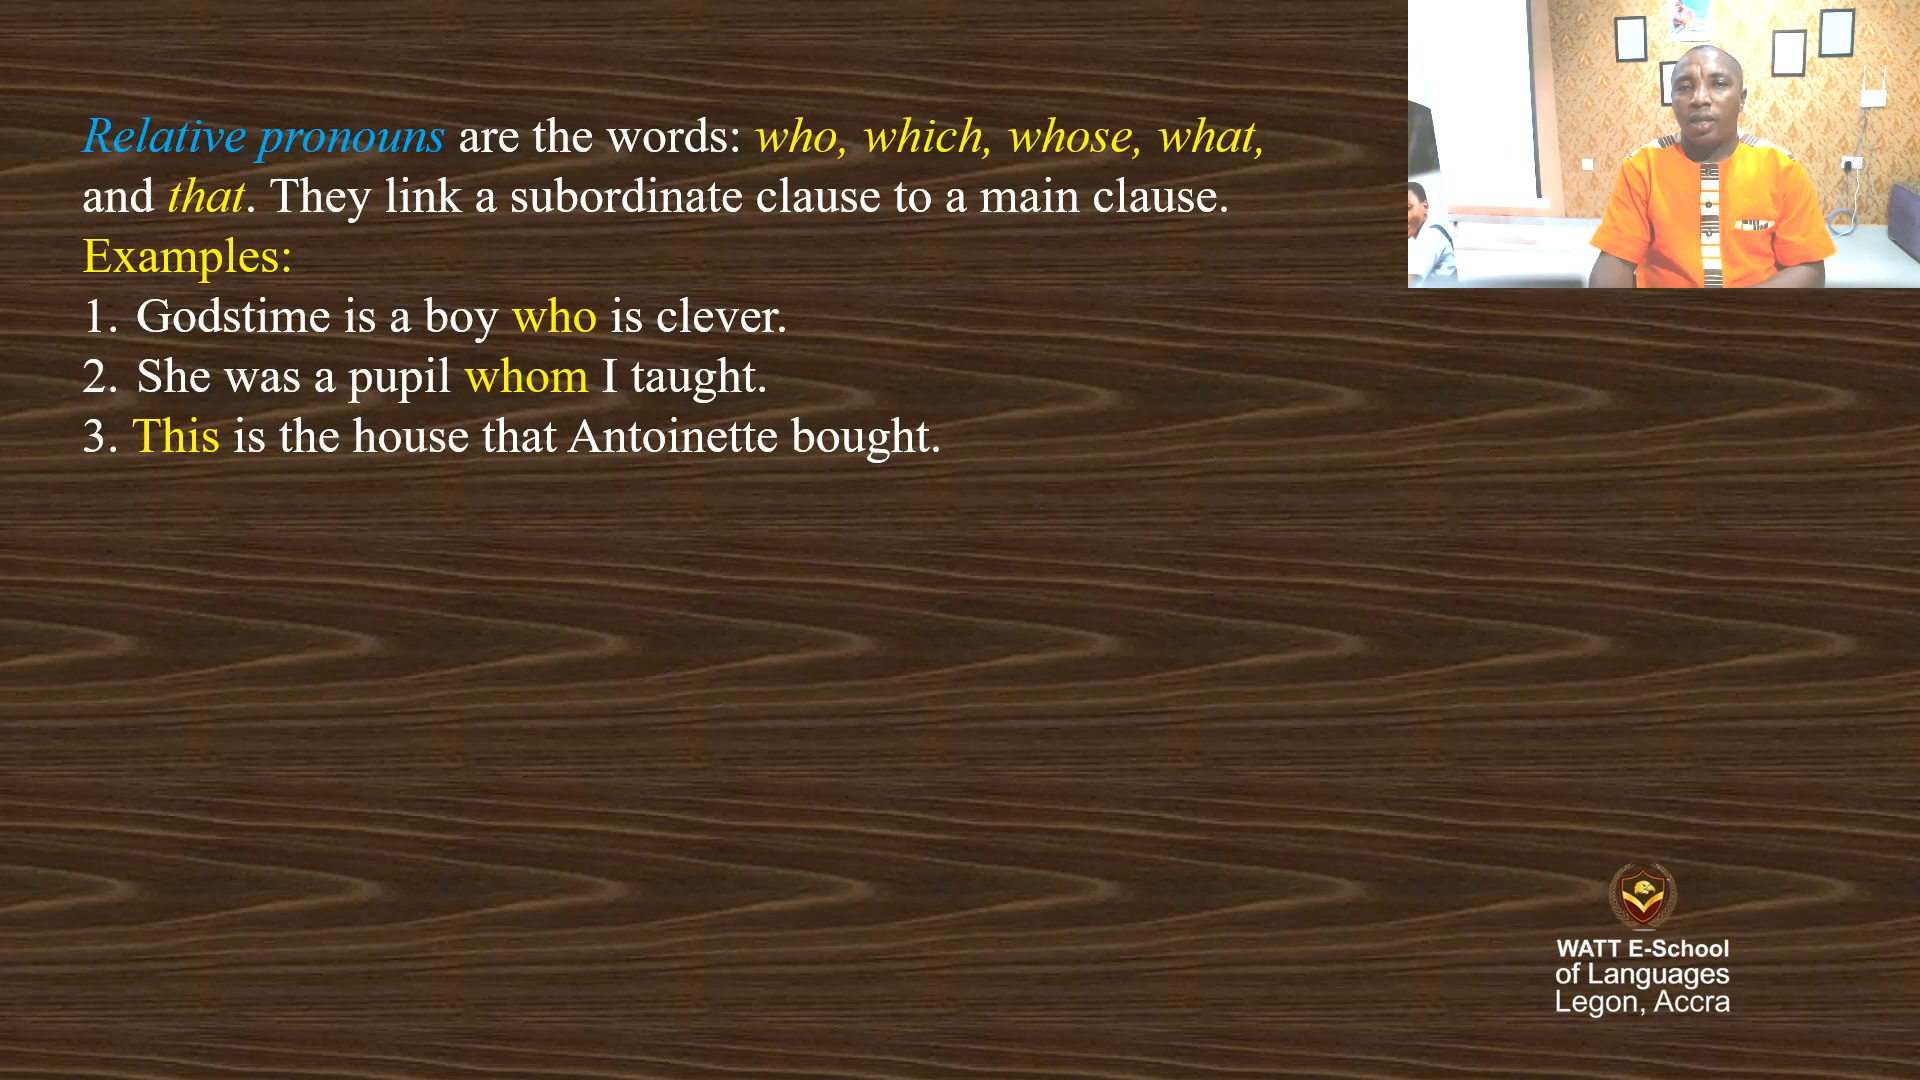 Relative pronouns are the words: who, which, whose, what,
and that. They link a subordinate clause to a main clause.
Examples:
1. Godstime is a boy who is clever.
2. She was a pupil whom I taught.
3. This is the house that Antoinette bought.
WATT E-School
of Languages
Legon, Accra